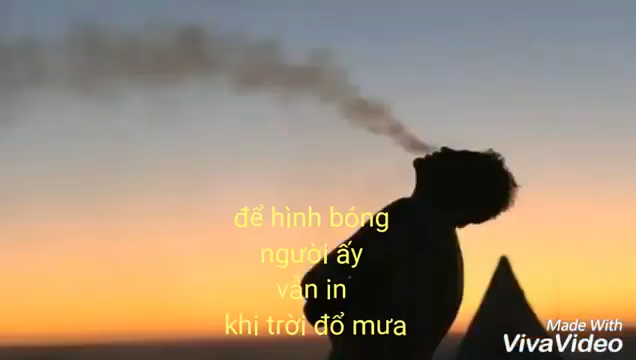 để hình bóng
người ấy
vẫn in
khi trời đổ mưa
Made With
VivaVideo